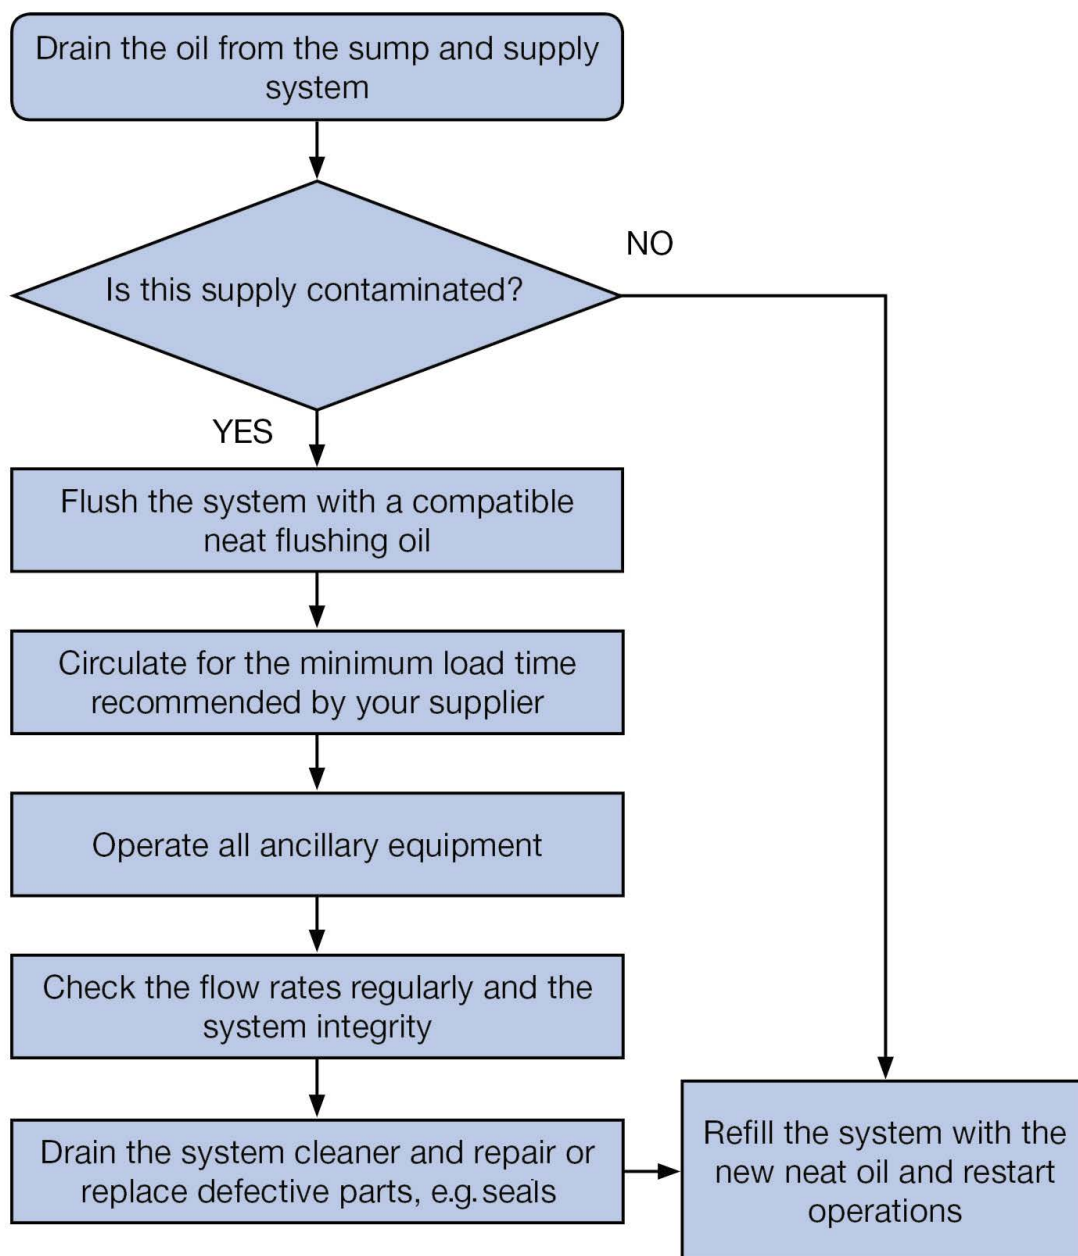 Drain the oil from the sump and supply
system
Is this supply contaminated?
NO
YES
Flush the system with a compatible
neat flushing oil
Circulate for the minimum load time
recommended by your supplier
Operate all ancillary equipment
Check the flow rates regularly and the
system integrity
Drain the system cleaner and repair or
replace defective parts, e.g. seals
Refill the system with the
new neat oil and restart
operations